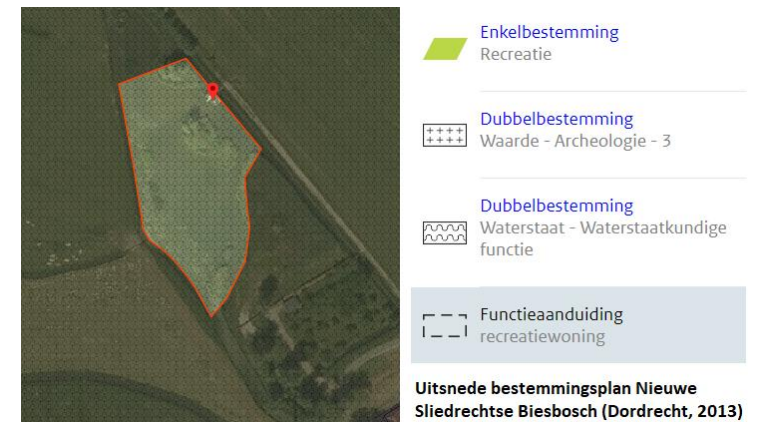 Enkelbestemming
Recreatie
Dubbelbestemming
Waarde - Archeologie - 3
Dubbelbestemming
Waterstaat - Waterstaatkundige
functie
Functieaanduiding
recreatiewoning
Uitsnede bestemmingsplan Nieuwe
Sliedrechtse Biesbosch (Dordrecht, 2013)